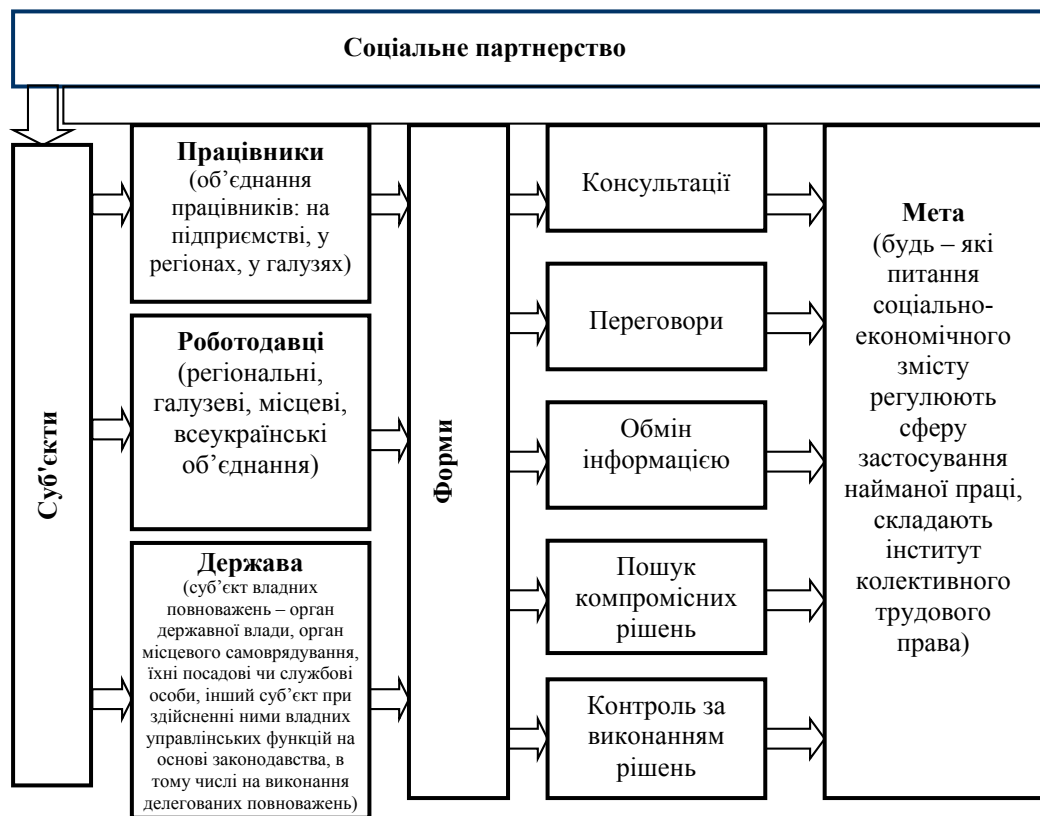 Соціальне партнерство
Суб'єкти
Працівники
(об’єднання
працівників: на
підприємстві, у
регіонах, у галузях)
Роботодавці
(регіональні,
галузеві, місцеві,
всеукраїнські
об’єднання)
Держава
(суб’єкт владних
повноважень – орган
державної влади, орган
місцевого самоврядування,
їхні посадові чи службові
особи, інший суб’єкт при
здійсненні ними владних
управлінських функцій на
основі законодавства, в
тому числі на виконання
делегованих повноважень)
Форми
Консультації
Переговори
Обмін
інформацією
Пошук
компромісних
рішень
Контроль за
виконанням
рішень
Мета
(будь – які
питання
соціально-
економічного
змісту
регулюють
сферу
застосування
найманої праці,
складають
інститут
колективного
трудового
права)